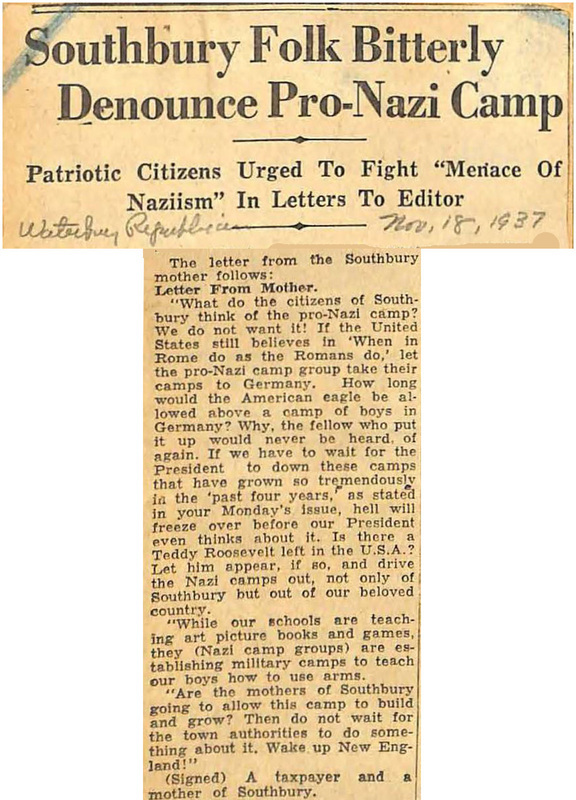 Southbury Folk Bitterly
Denounce Pro-Nazi Camp
Patriotic Citizens Urged To Fight "Menace Of
Naziism" In Letters To Editor
Waterbury Republican Nov, 18, 1937
The letter from the Southbury
mother follows:
Letter From Mother.
"What do the citizens of South-
bury think of the pro-Nazi camp?
We do not want it! If the United
States still believes in 'When in
Rome do as the Romans do,' let
the pro-Nazi camp group take their
camps to Germany. How long
would the American eagle be al-
lowed above a camp of boys in
Germany? Why, the fellow who put
it up would never be heard, of
again. If we have to wait for the
President to down these camps
that have grown so tremendously
in the 'past four years,' as stated
in your Monday's issue, hell will
freeze over before our President
even thinks about it. Is there a
Teddy Roosevelt left in the U.S.A.?
Let him appear, if so, and drive
the Nazi camps out, not only of
Southbury but out of our beloved
country.
"While our schools are teach-
ing art picture books and games,
they (Nazi camp groups) are es-
tablishing military camps to teach
our boys how to use arms.
"Are the mothers of Southbury
going to allow this camp to build
and grow? Then do not wait for
the town authorities to do some-
thing about it. Wake up New Eng-
land!"
(Signed) A taxpayer and a
mother of Southbury.